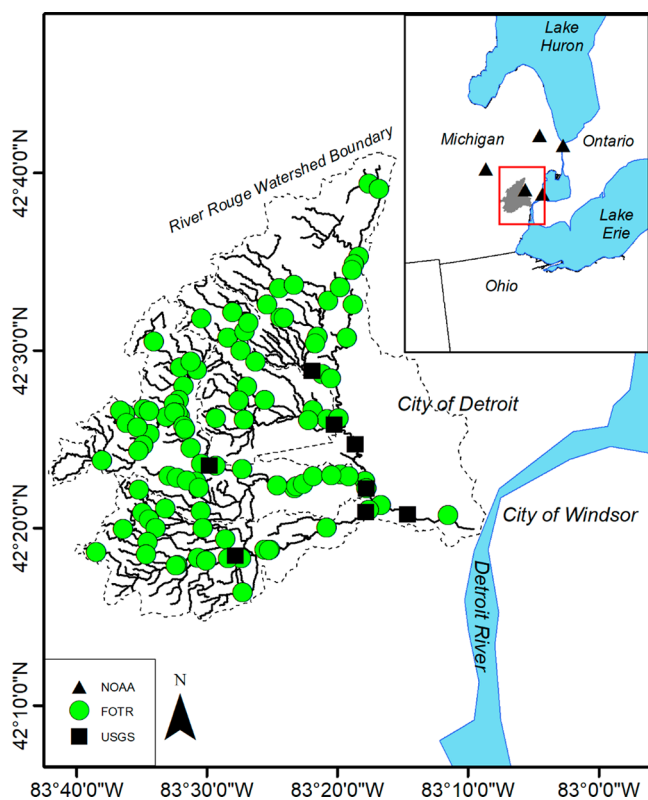 Lake
Huron
Michigan
Ontario
Lake
Erie
Ohio
River Rouge Watershed Boundary
City of Detroit
City of Windsor
Detroit River
NOAA
FOTR
USGS
N
42°40'0"N
42°30'0"N
42°20'0"N
42°10'0"N
83°40'0"W
83°30'0"W
83°20'0"W
83°10'0"W
83°0'0"W